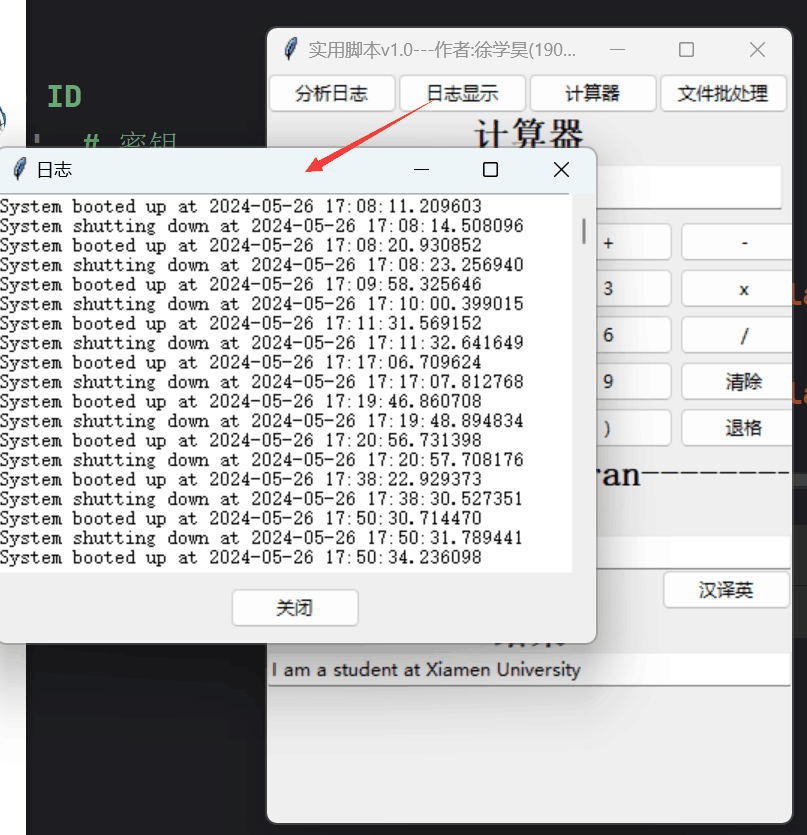 实用脚本v1.0---作者:徐学昊(190...
ID
分析日志 日志显示 计算器 文件批处理
# 密钥
计算器
日志
System booted up at 2024-05-26 17:08:11.209603
System shutting down at 2024-05-26 17:08:14.508096
System booted up at 2024-05-26 17:08:20.930852
System shutting down at 2024-05-26 17:08:23.256940
System booted up at 2024-05-26 17:09:58.325646
System shutting down at 2024-05-26 17:10:00.399015
System booted up at 2024-05-26 17:11:31.569152
System shutting down at 2024-05-26 17:11:32.641649
System booted up at 2024-05-26 17:17:06.709624
System shutting down at 2024-05-26 17:17:07.812768
System booted up at 2024-05-26 17:19:46.860708
System shutting down at 2024-05-26 17:19:48.894834
System booted up at 2024-05-26 17:20:56.731398
System shutting down at 2024-05-26 17:20:57.708176
System booted up at 2024-05-26 17:38:22.929373
System shutting down at 2024-05-26 17:38:30.527351
System booted up at 2024-05-26 17:50:30.714470
System shutting down at 2024-05-26 17:50:31.789441
System booted up at 2024-05-26 17:50:34.236098
关闭
+ -
3 x
6 /
9 清除
) 退格
ran---------
汉译英
I am a student at Xiamen University